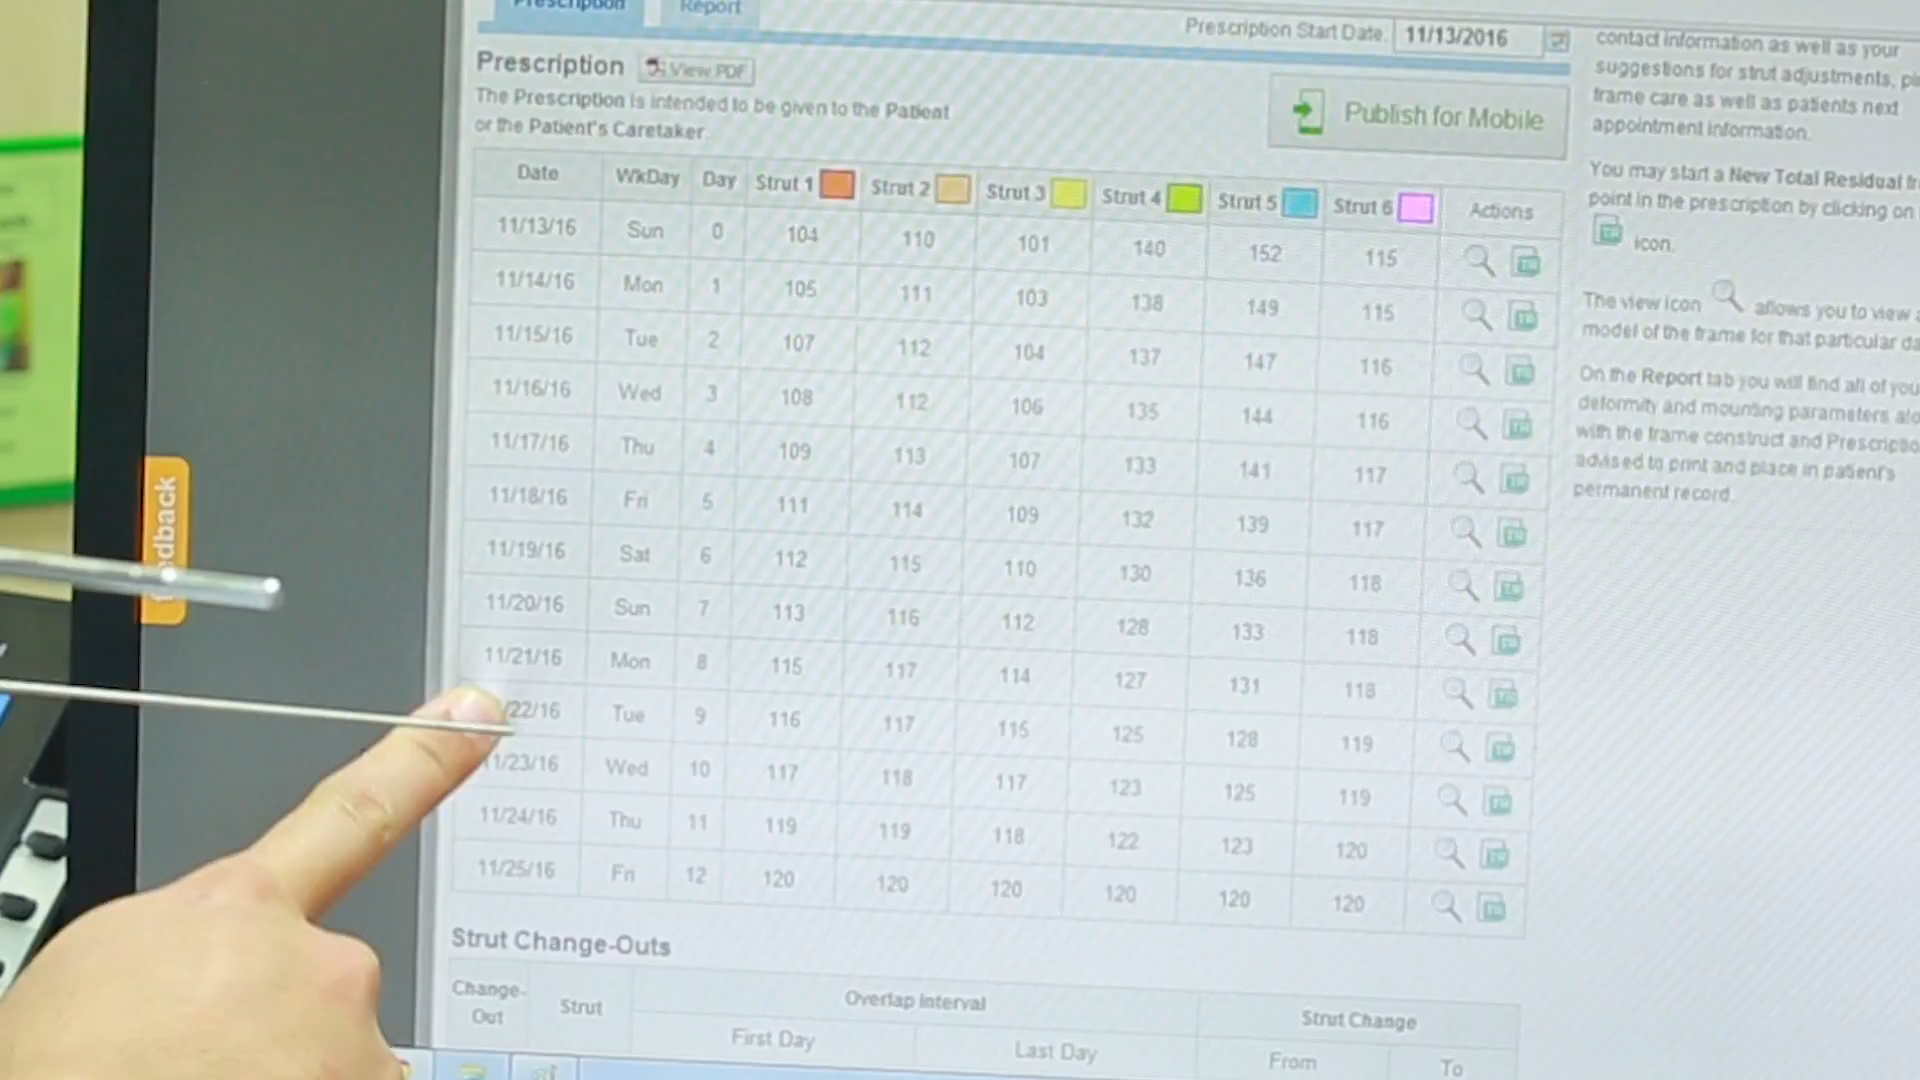 Prescription Report
Prescription Start Date: 11/13/2016
Prescription View PDF
The Prescription is intended to be given to the Patient
or the Patient's Caretaker.
Publish for Mobile
Date WkDay Day Strut 1 Strut 2 Strut 3 Strut 4 Strut 5 Strut 6 Actions
11/13/16 Sun 0 104 110 101 140 152 115
11/14/16 Mon 1 105 111 103 138 149 115
11/15/16 Tue 2 107 112 104 137 147 116
11/16/16 Wed 3 108 112 106 135 144 116
11/17/16 Thu 4 109 113 107 133 141 117
11/18/16 Fri 5 111 114 109 132 139 117
11/19/16 Sat 6 112 115 110 130 136 118
11/20/16 Sun 7 113 116 112 128 133 118
11/21/16 Mon 8 115 117 114 127 131 118
/22/16 Tue 9 116 117 115 125 128 119
11/23/16 Wed 10 117 118 117 123 125 119
11/24/16 Thu 11 119 119 118 122 123 120
11/25/16 Fri 12 120 120 120 120 120 120
Strut Change-Outs
Change-Out Strut Overlap Interval Strut Change
First Day Last Day From To
contact information as well as your
suggestions for strut adjustments,
frame care as well as patients next
appointment information.
You may start a New Total Residual
point in the prescription by clicking on
icon.
The view icon allows you to view a
model of the frame for that particular
On the Report tab you will find all of
deformity and mounting parameters
with the frame construct and
advised to print and place in patient's
permanent record
edback